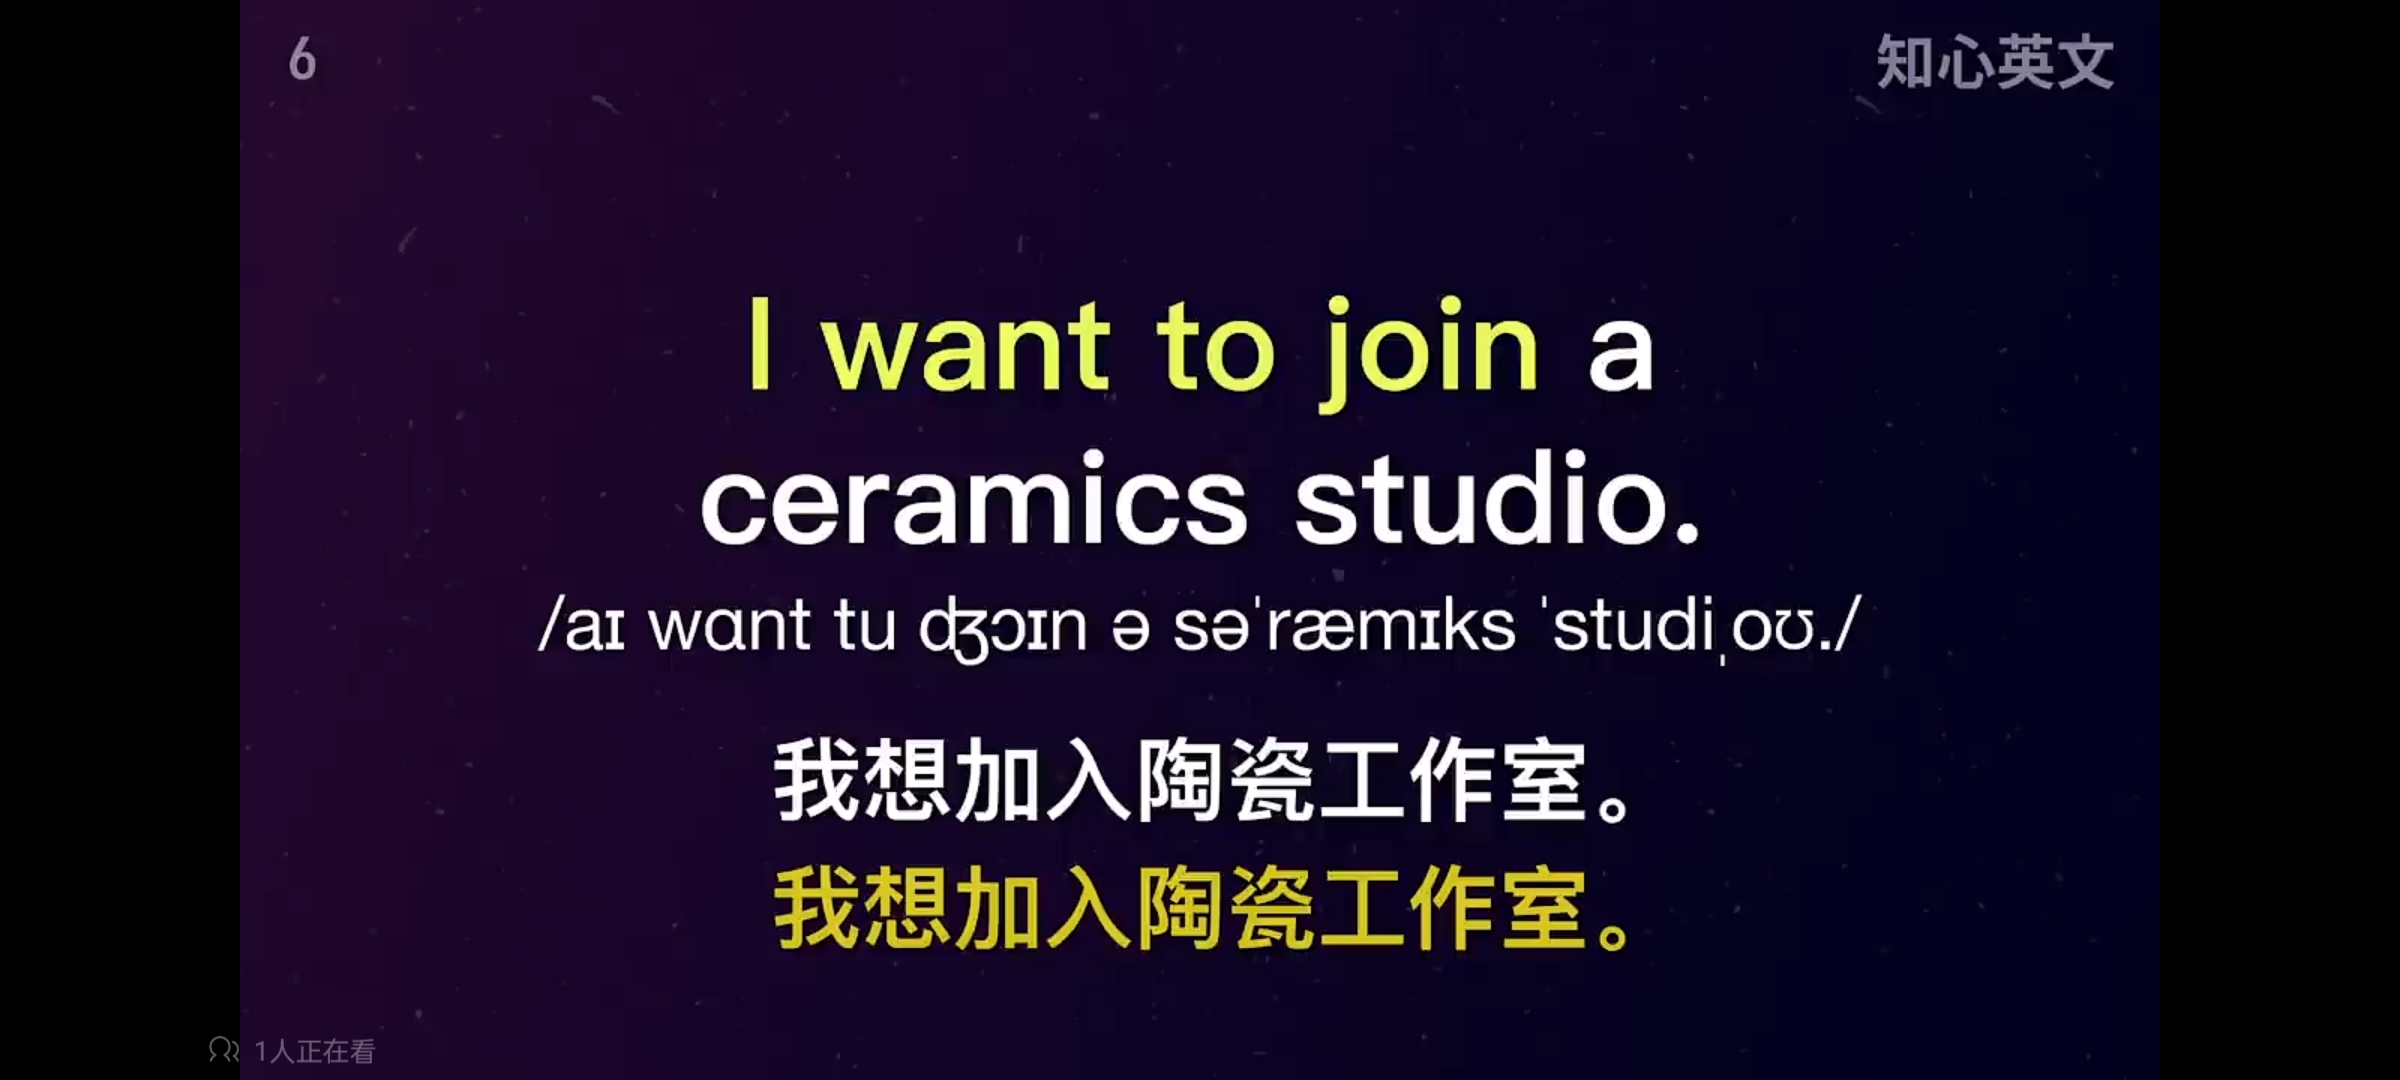 6
知心英文
I want to join a
ceramics studio.
/aɪ wɑnt tu ʤɔɪn ə səˈræmɪks ˈstudiˌoʊ./
我想加入陶瓷工作室。
我想加入陶瓷工作室。
1人正在看